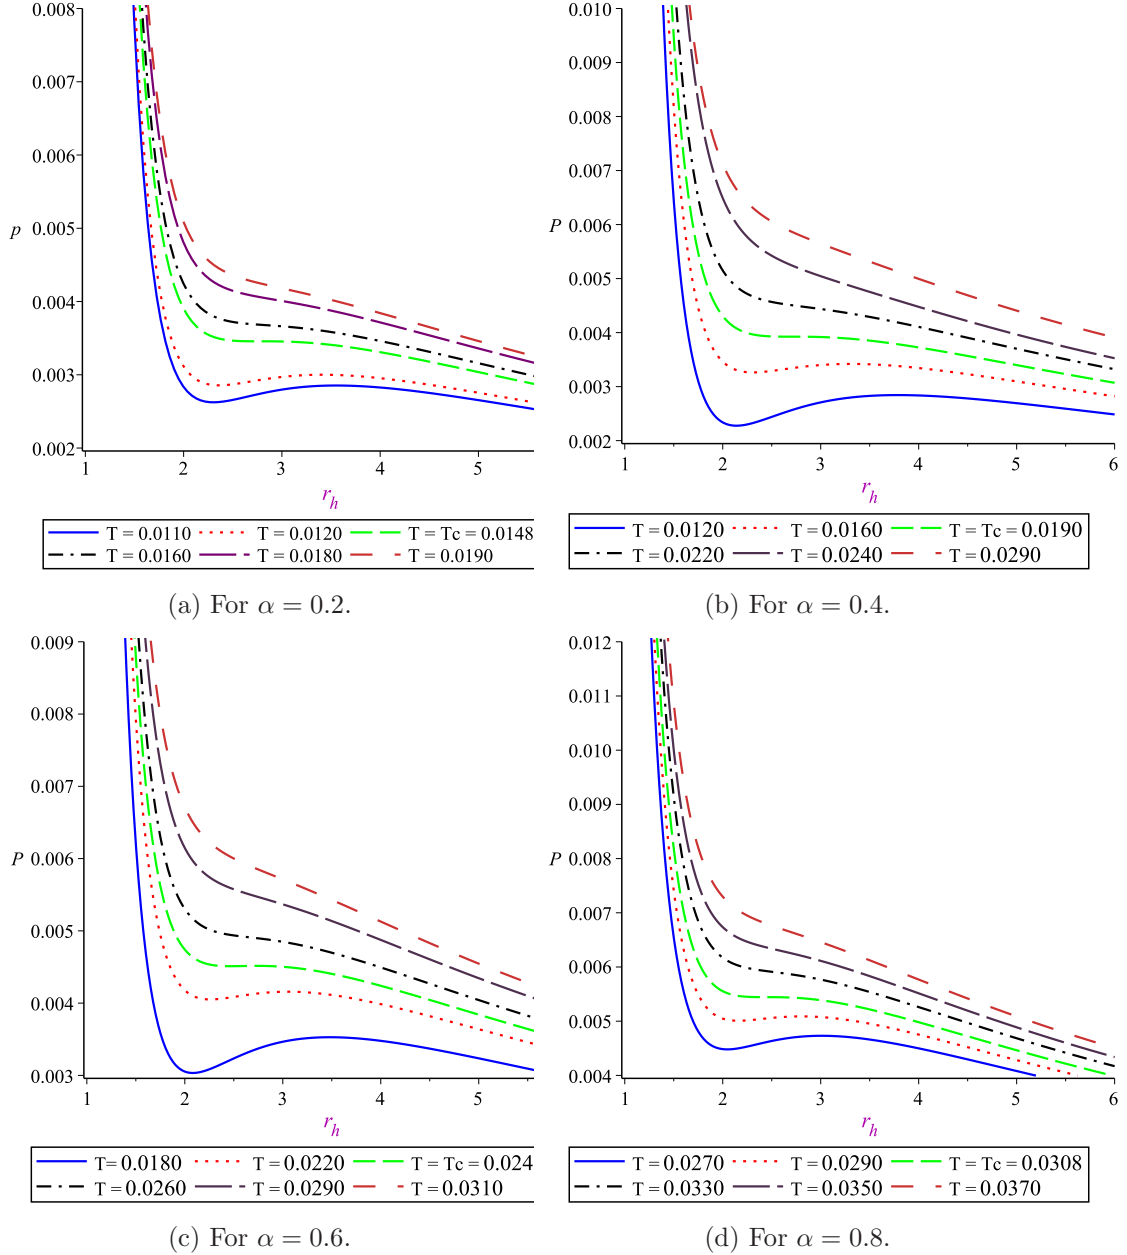 0.008
0.007
0.006
p 0.005
0.004
0.003
0.002
1 2 3 4 5
r_h
T = 0.0110 T = 0.0120 T = Tc = 0.0148
T = 0.0160 T = 0.0180 T = 0.0190
(a) For α = 0.2.
0.010
0.009
0.008
0.007
P 0.006
0.005
0.004
0.003
0.002
1 2 3 4 5 6
r_h
T = 0.0120 T = 0.0160 T = Tc = 0.0190
T = 0.0220 T = 0.0240 T = 0.0290
(b) For α = 0.4.
0.009
0.008
0.007
P 0.006
0.005
0.004
0.003
1 2 3 4 5
r_h
T= 0.0180 T = 0.0220 T = Tc = 0.024
T = 0.0260 T = 0.0290 T = 0.0310
(c) For α = 0.6.
0.012
0.011
0.010
0.009
P 0.008
0.007
0.006
0.005
0.004
1 2 3 4 5 6
r_h
T = 0.0270 T = 0.0290 T = Tc = 0.0308
T = 0.0330 T = 0.0350 T = 0.0370
(d) For α = 0.8.